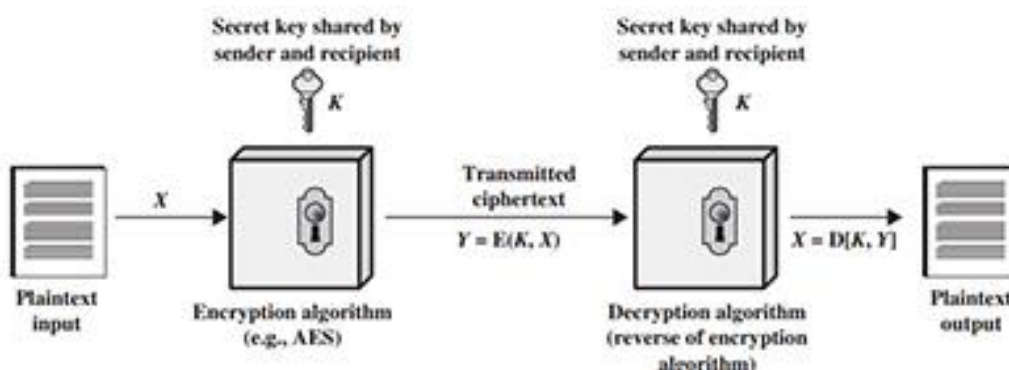 Secret key shared by
sender and recipient
K
Secret key shared by
sender and recipient
K
X
Transmitted
ciphertext
Y = E(K, X)
X = D[K, Y]
Plaintext
input
Encryption algorithm
(e.g., AES)
Decryption algorithm
(reverse of encryption
algorithm)
Plaintext
output